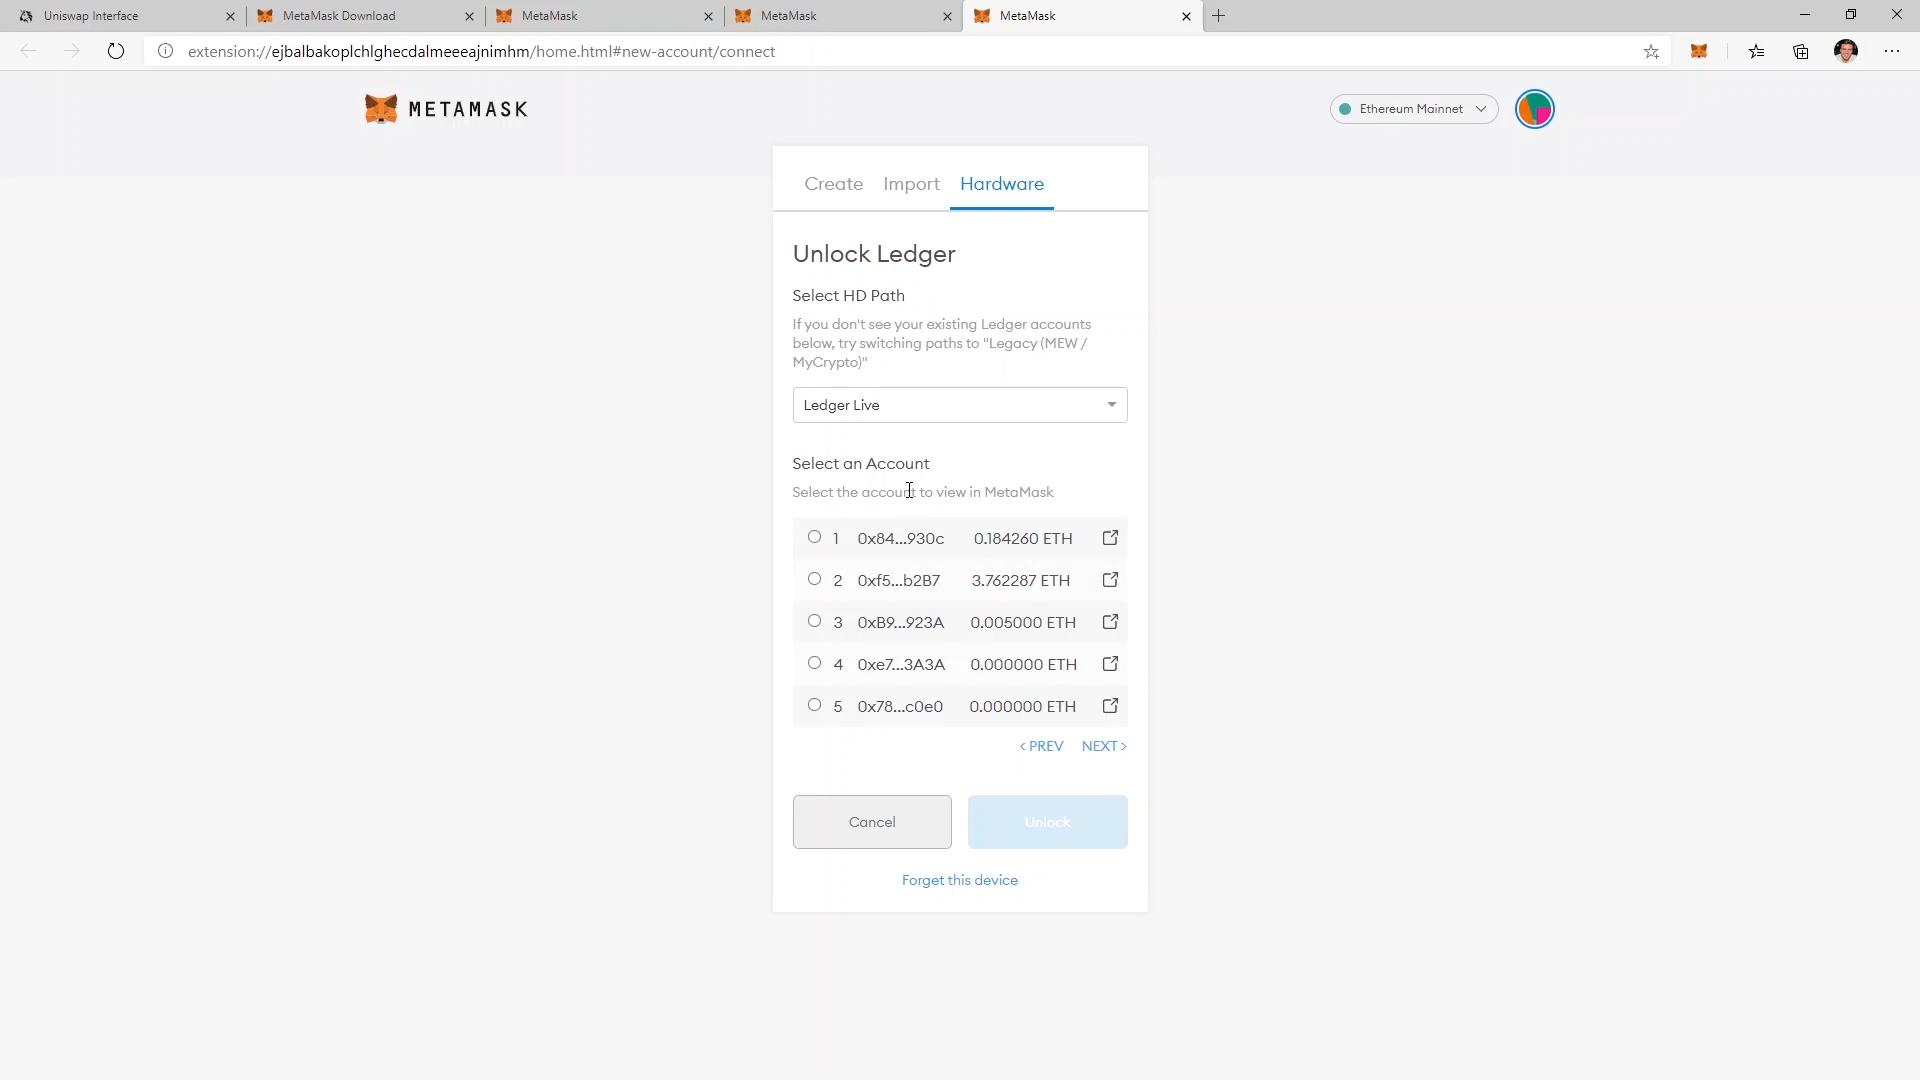 Uniswap Interface
MetaMask Download
MetaMask
MetaMask
MetaMask
extension://ejbalbakoplchlghecdalmeeeajnimhm/home.html#new-account/connect
METAMASK
Ethereum Mainnet
Create Import Hardware
Unlock Ledger
Select HD Path
If you don't see your existing Ledger accounts
below, try switching paths to "Legacy (MEW /
MyCrypto)"
Ledger Live
Select an Account
Select the account to view in MetaMask
1 0x84...930c 0.184260 ETH
2 0xf5...b2B7 3.762287 ETH
3 0xB9...923A 0.005000 ETH
4 0xe7...3A3A 0.000000 ETH
5 0x78...c0e0 0.000000 ETH
< PREV NEXT >
Cancel Unlock
Forget this device